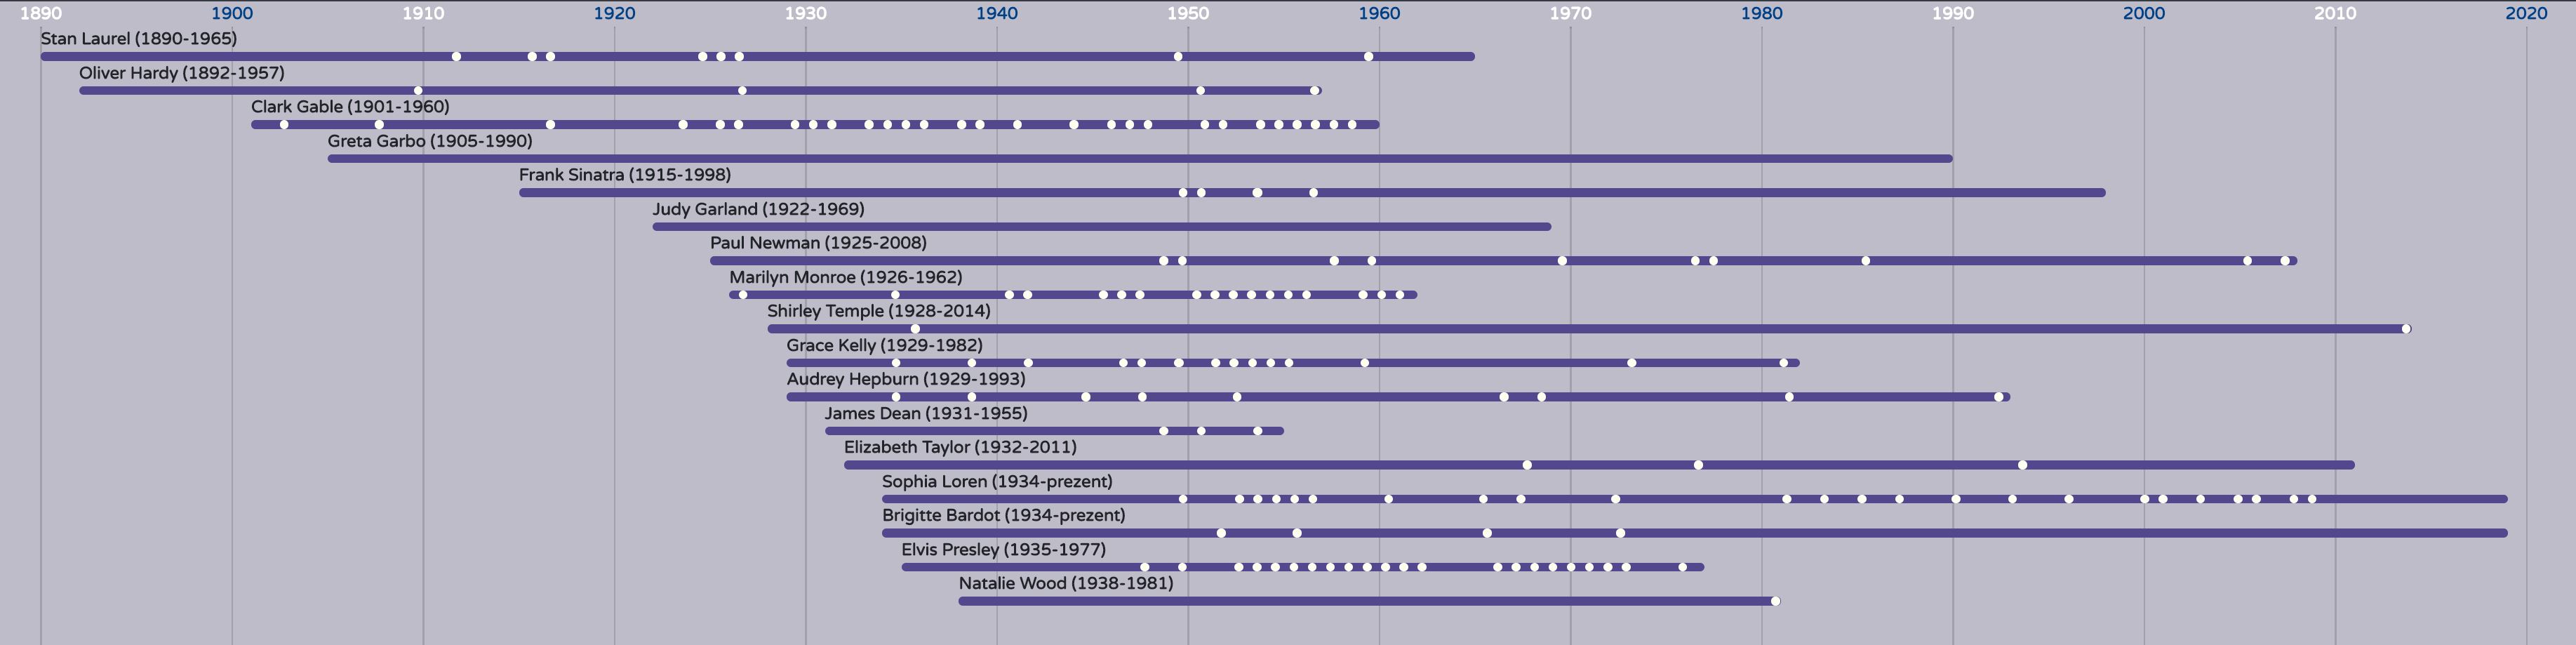 1890 1900 1910 1920 1930 1940 1950 1960 1970 1980 1990 2000 2010 2020
Stan Laurel (1890-1965)
Oliver Hardy (1892-1957)
Clark Gable (1901-1960)
Greta Garbo (1905-1990)
Frank Sinatra (1915-1998)
Judy Garland (1922-1969)
Paul Newman (1925-2008)
Marilyn Monroe (1926-1962)
Shirley Temple (1928-2014)
Grace Kelly (1929-1982)
Audrey Hepburn (1929-1993)
James Dean (1931-1955)
Elizabeth Taylor (1932-2011)
Sophia Loren (1934-prezent)
Brigitte Bardot (1934-prezent)
Elvis Presley (1935-1977)
Natalie Wood (1938-1981)